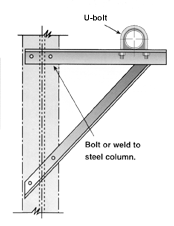 U-bolt
Bolt or weld to
steel column.